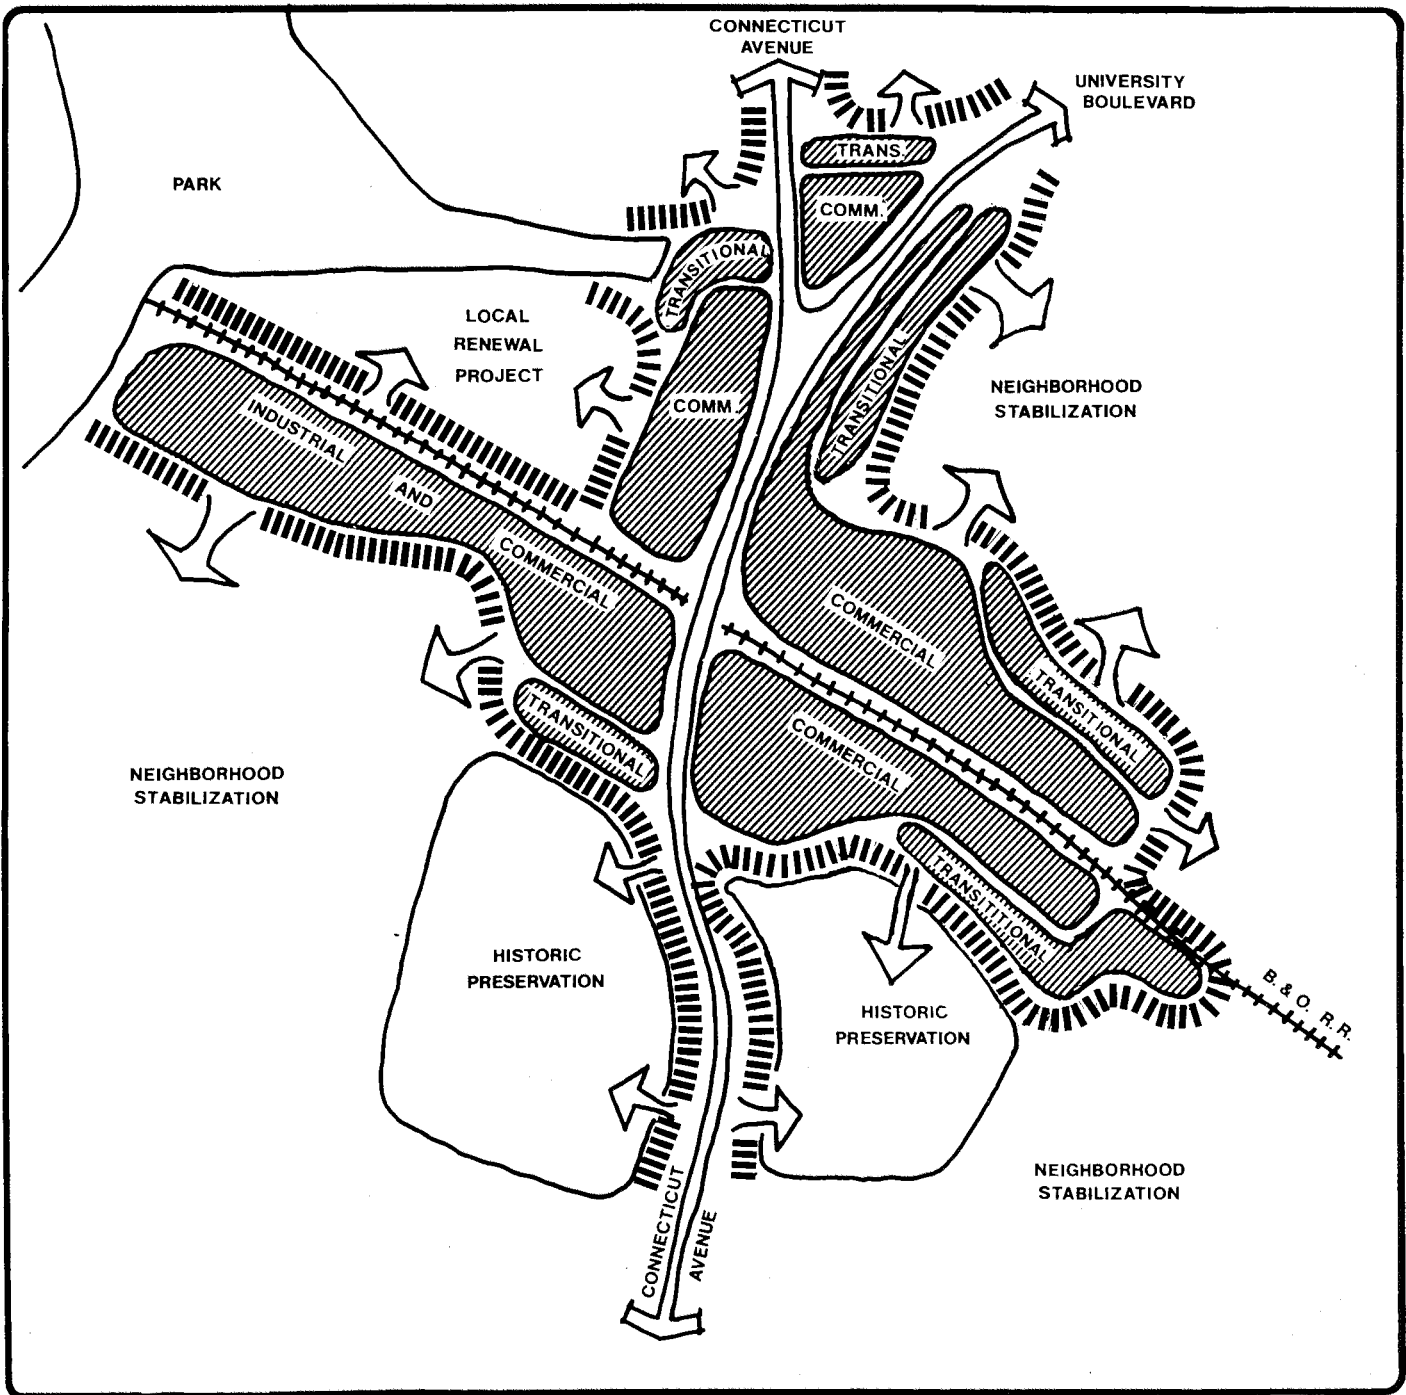 CONNECTICUT
AVENUE
UNIVERSITY
BOULEVARD
TRANS.
PARK
COMM.
TRANSITIONAL
LOCAL
RENEWAL
PROJECT
TRANSITIONAL
NEIGHBORHOOD
STABILIZATION
COMM.
INDUSTRIAL
AND
COMMERCIAL
COMMERCIAL
TRANSITIONAL
TRANSITIONAL
COMMERCIAL
NEIGHBORHOOD
STABILIZATION
TRANSITITIONAL
HISTORIC
PRESERVATION
B. & O. R.R.
HISTORIC
PRESERVATION
NEIGHBORHOOD
STABILIZATION
CONNECTICUT
AVENUE